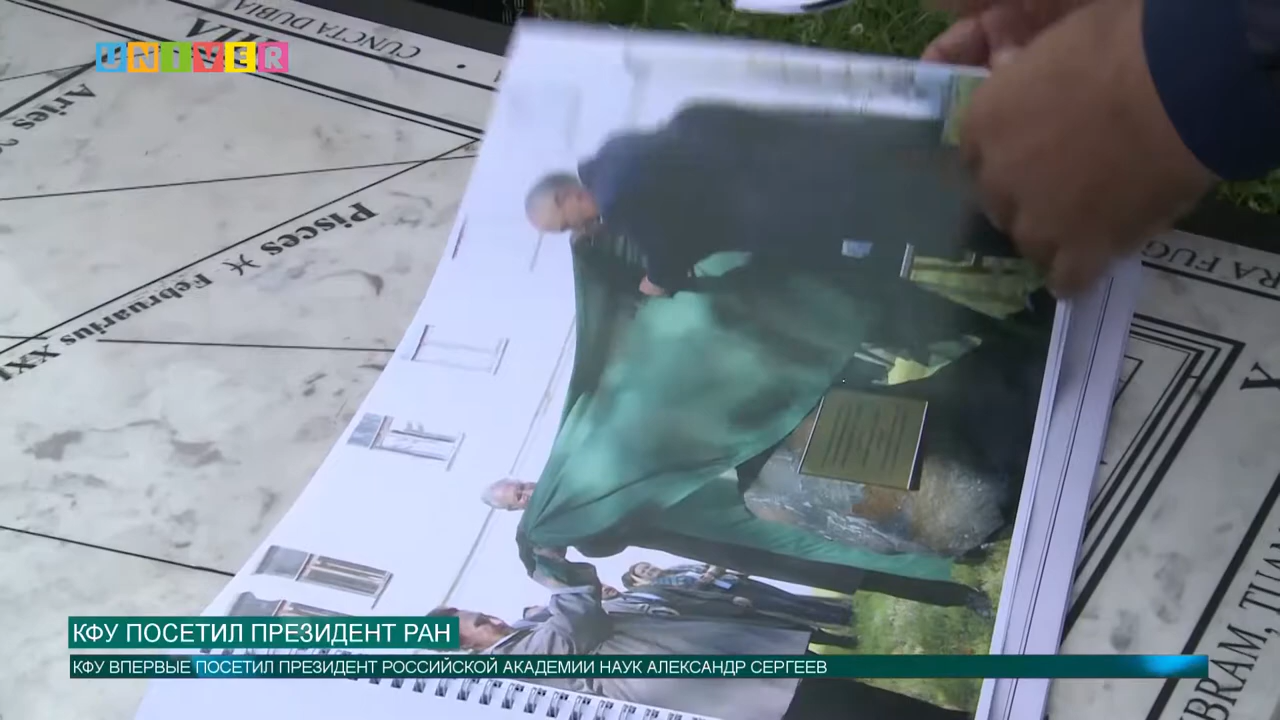 CUNCTA DUBIA
UNIVER
Aries
Pisces ♓ Februarius XXI
RA FUG
X
BRAM, TUAM
КФУ ПОСЕТИЛ ПРЕЗИДЕНТ РАН
КФУ ВПЕРВЫЕ ПОСЕТИЛ ПРЕЗИДЕНТ РОССИЙСКОЙ АКАДЕМИИ НАУК АЛЕКСАНДР СЕРГЕЕВ